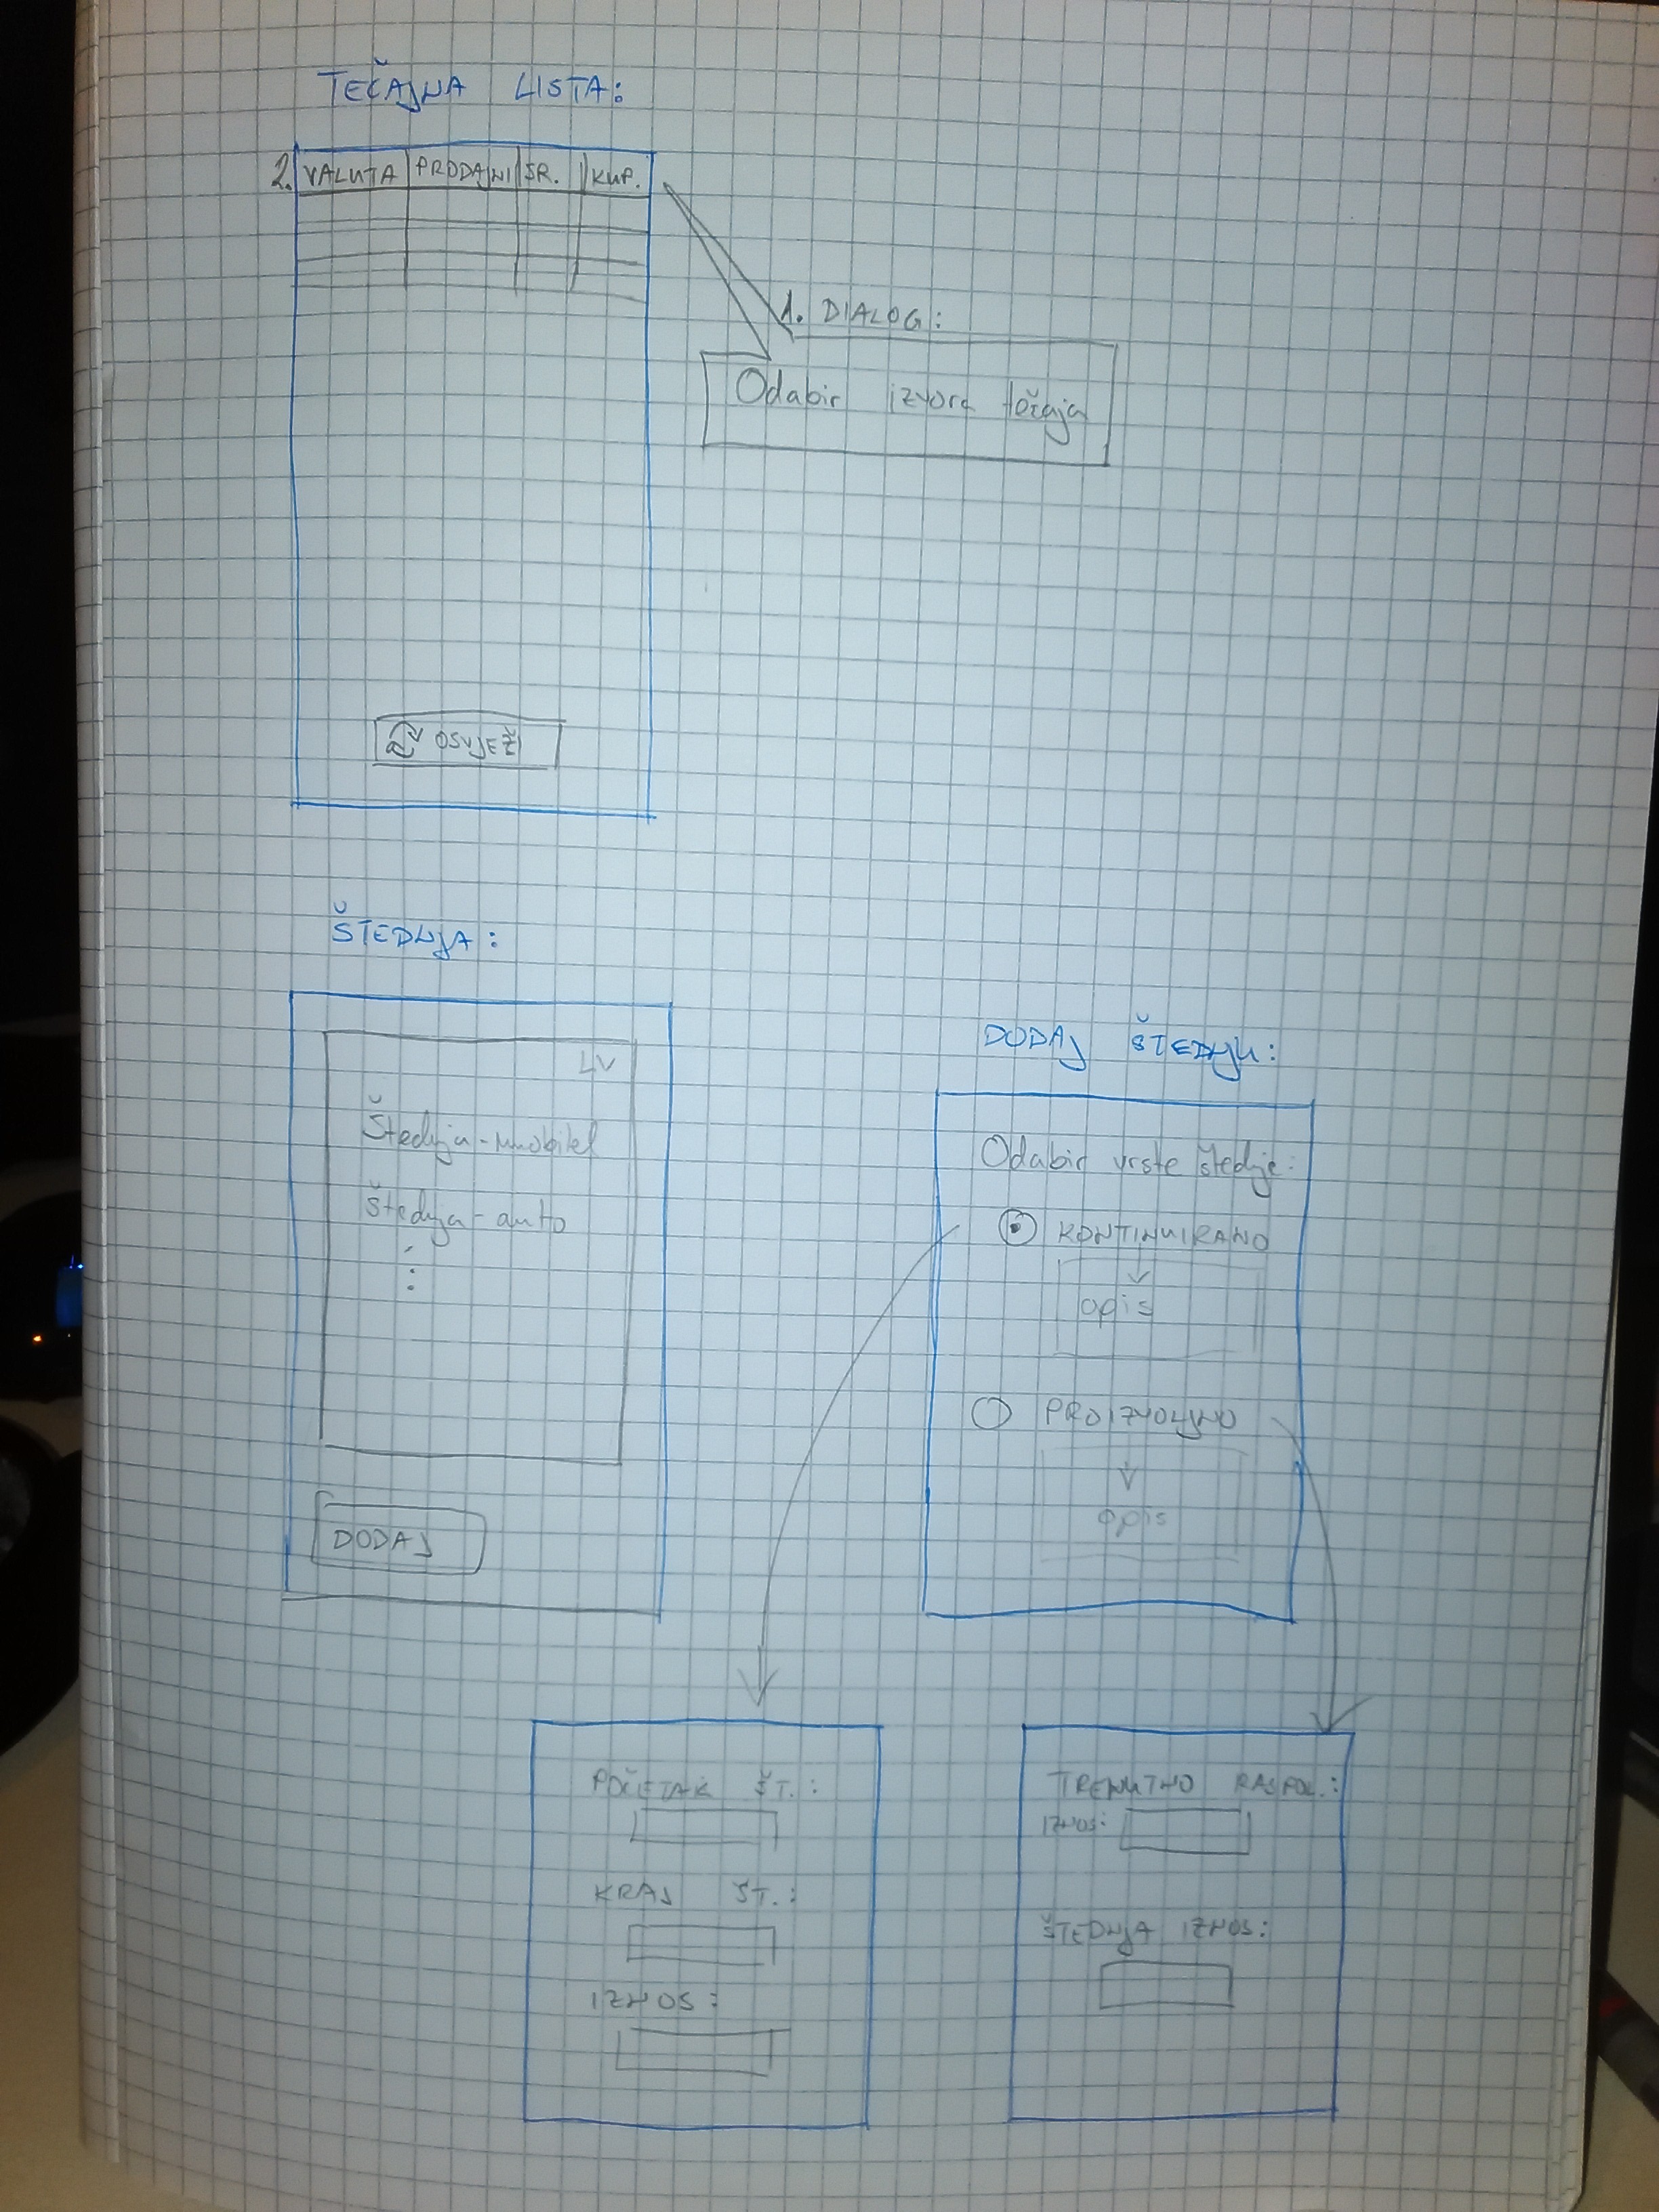 TEČAJNA LISTA:
2. VALUTA PRODAJNI SR. KUP.
1. DIALOG:
Odabir izvora tečaja
OSVJEŽI
ŠTEDNJA:
LV
Štednja-mobitel
Štednja-auto
DODAJ
DODAJ ŠTEDNJU:
Odabir vrste štednje:
KONTINUIRANO
opis
PROIZVOLJNO
opis
POČETAK ŠT.:
KRAJ ŠT.:
IZNOS:
TRENUTNO RASPOL.:
IZNOS:
ŠTEDNJA IZNOS: